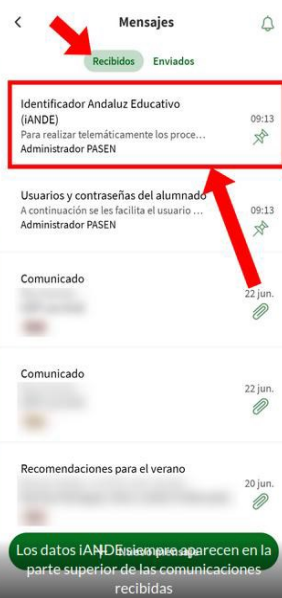 Mensajes
Recibidos Enviados
Identificador Andaluz Educativo
(iANDE) 09:13
Para realizar telemáticamente los proce...
Administrador PASEN
Usuarios y contraseñas del alumnado
A continuación se les facilita el usuario ... 09:13
Administrador PASEN
Comunicado
22 jun.
Comunicado
22 jun.
Recomendaciones para el verano
20 jun.
+ Nuevo mensaje
Los datos iANDE siempre aparecen en la
parte superior de las comunicaciones
recibidas